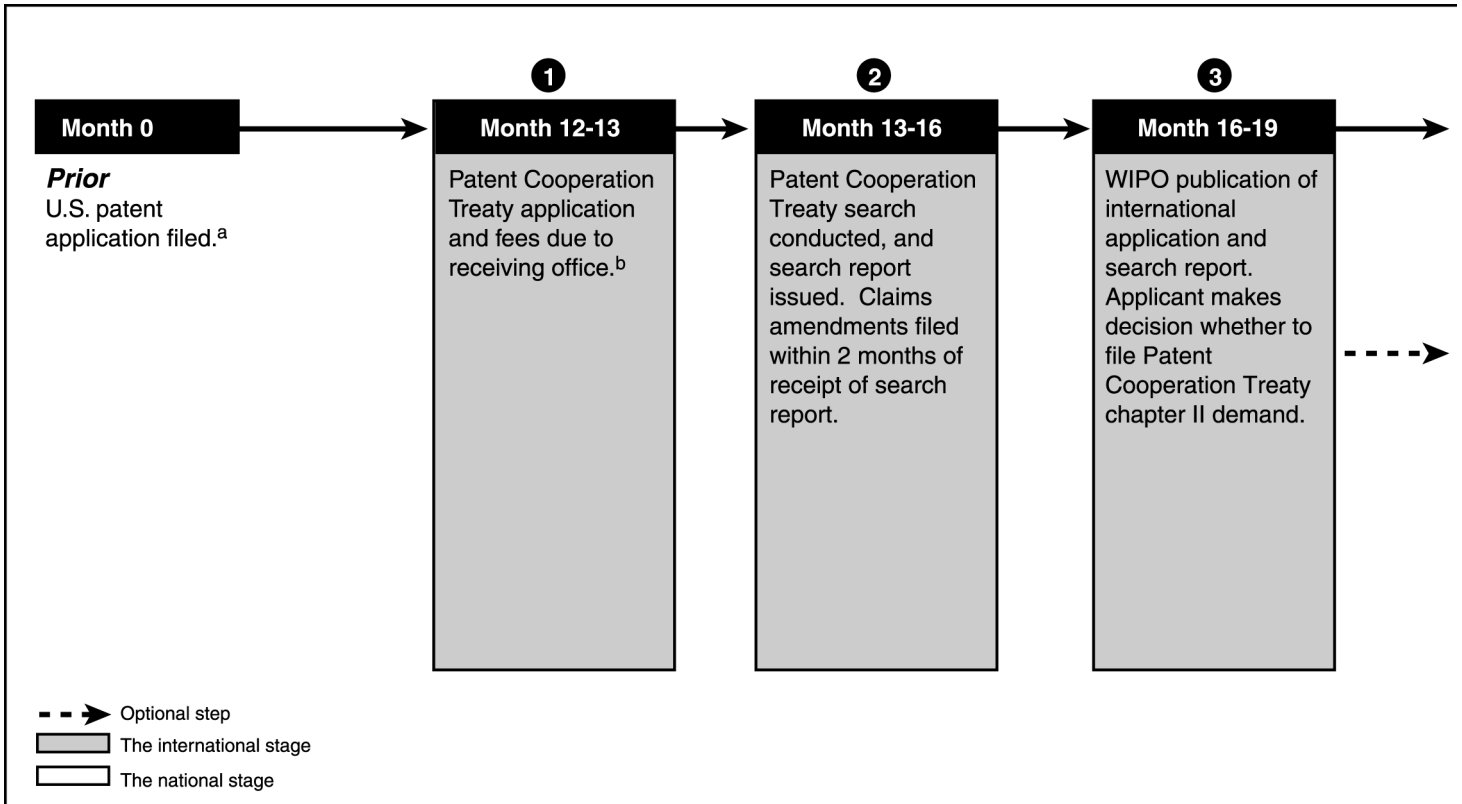 1
2
3
Month 0
Month 12-13
Month 13-16
Month 16-19
Prior
U.S. patent
application filed.a
Patent Cooperation
Treaty application
and fees due to
receiving office.b
Patent Cooperation
Treaty search
conducted, and
search report
issued. Claims
amendments filed
within 2 months of
receipt of search
report.
WIPO publication of
international
application and
search report.
Applicant makes
decision whether to
file Patent
Cooperation Treaty
chapter II demand.
Optional step
The international stage
The national stage